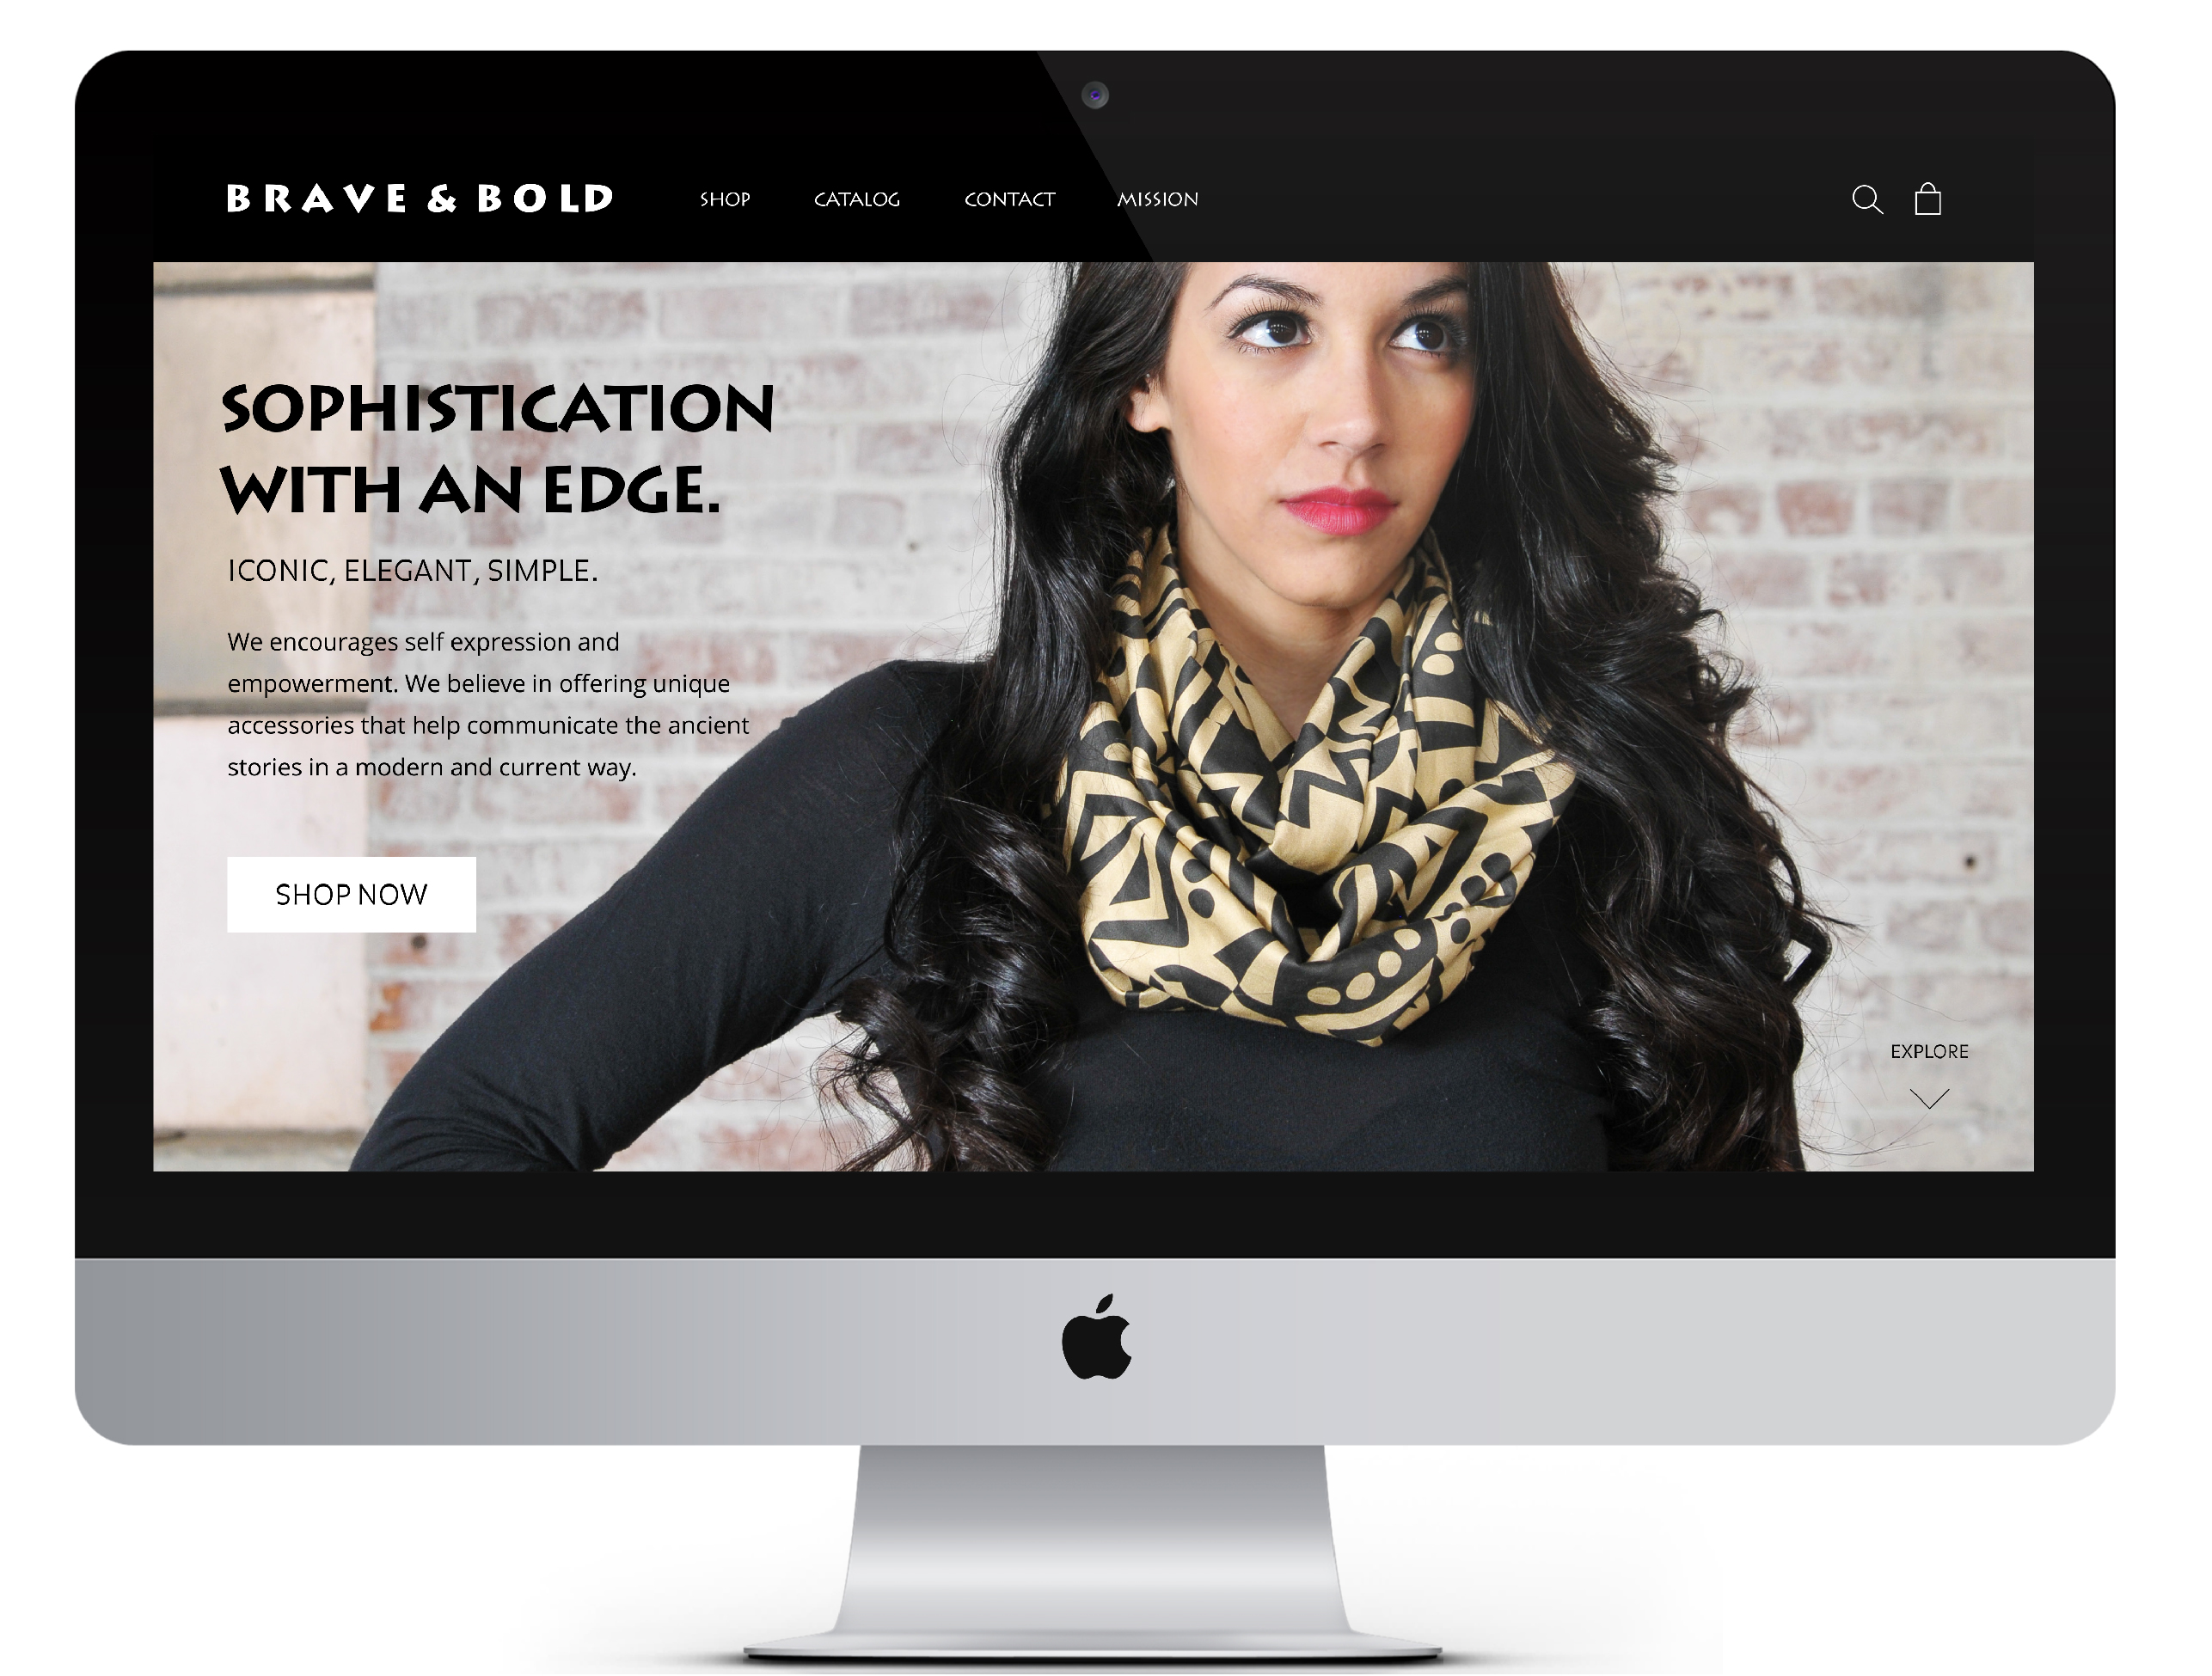 BRAVE & BOLD
SHOP
CATALOG
CONTACT
MISSION
SOPHISTICATION
WITH AN EDGE.
ICONIC, ELEGANT, SIMPLE.
We encourages self expression and
empowerment. We believe in offering unique
accessories that help communicate the ancient
stories in a modern and current way.
SHOP NOW
EXPLORE